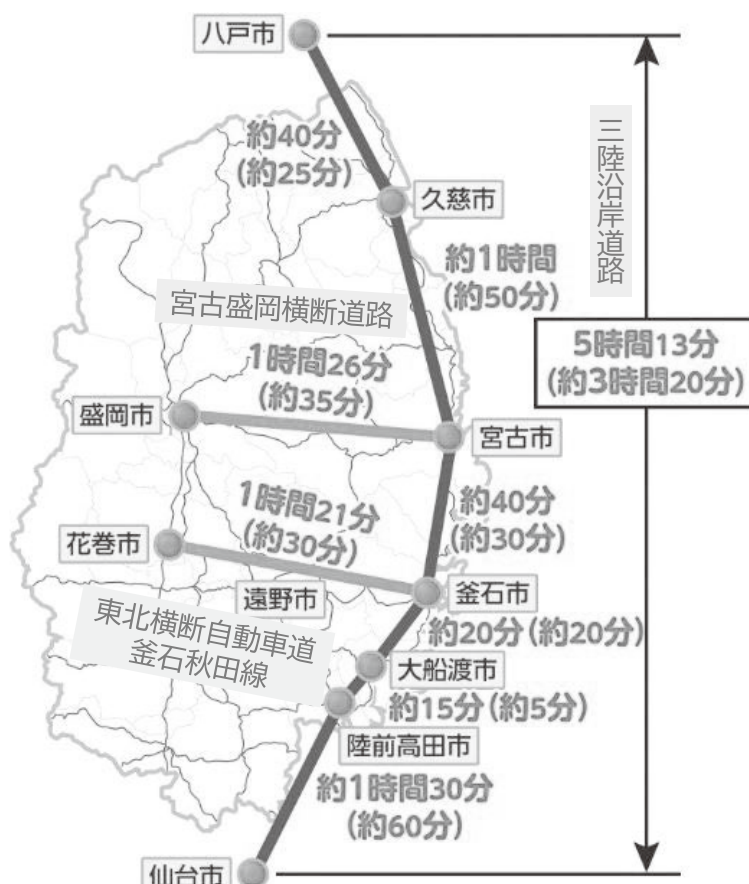 八戸市
約40分
(約25分)
久慈市
三陸沿岸道路
約1時間
(約50分)
宮古盛岡横断道路
5時間13分
(約3時間20分)
1時間26分
(約35分)
盛岡市
宮古市
1時間21分
(約30分)
約40分
(約30分)
花巻市
遠野市
釜石市
東北横断自動車道
釜石秋田線
約20分(約20分)
大船渡市
約15分(約5分)
陸前高田市
約1時間30分
(約60分)
仙台市